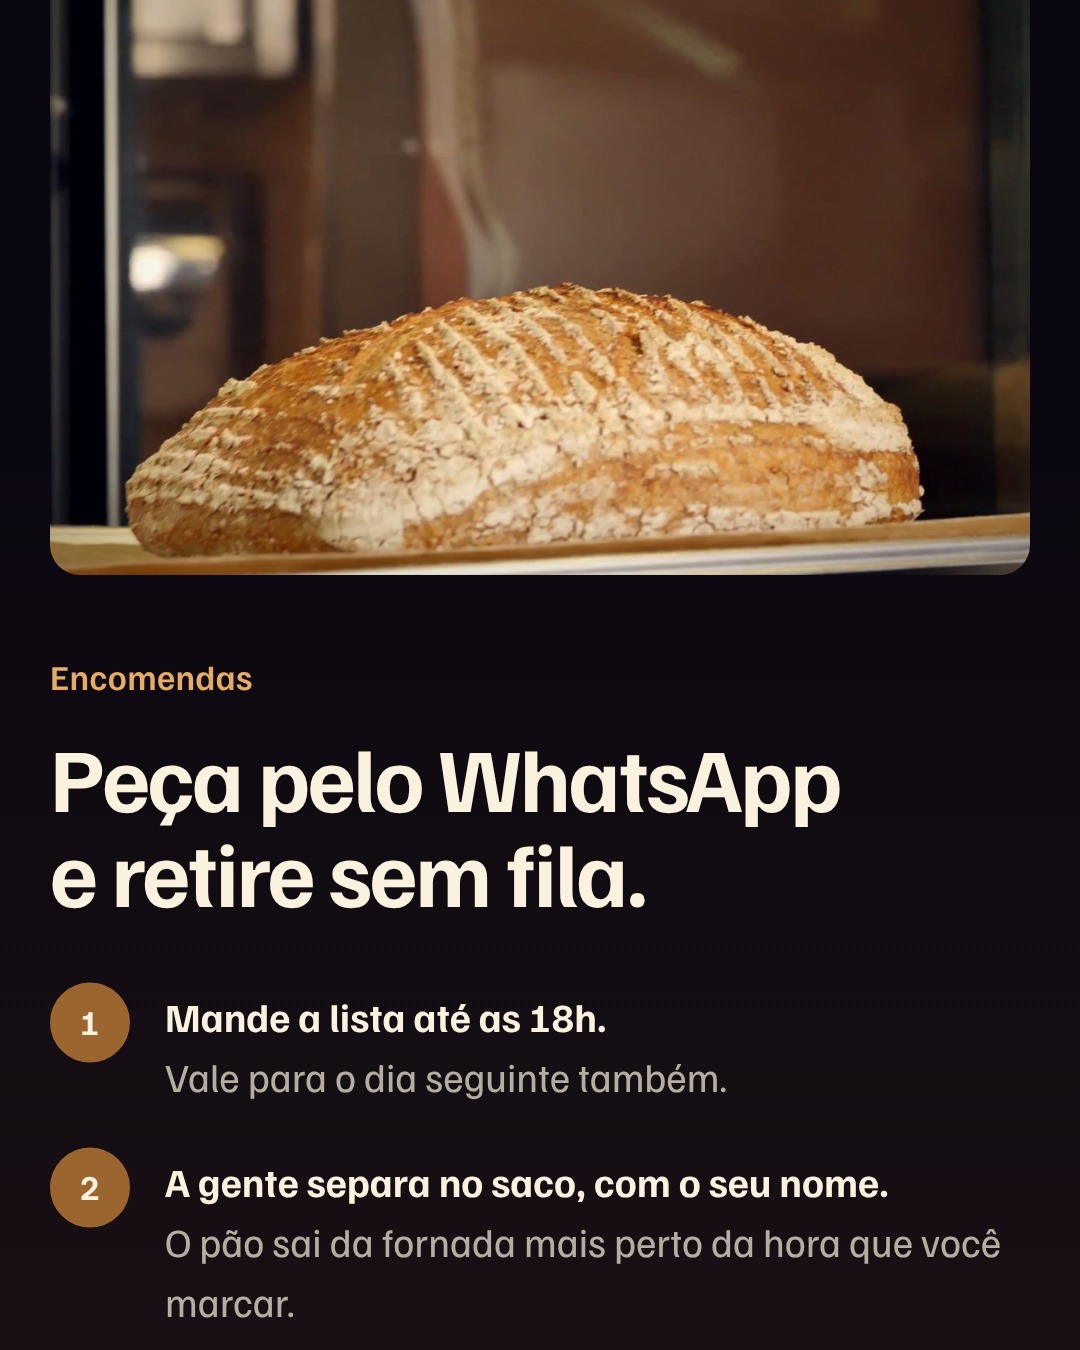 Encomendas
Peça pelo WhatsApp
e retire sem fila.
1
Mande a lista até as 18h.
Vale para o dia seguinte também.
2
A gente separa no saco, com o seu nome.
O pão sai da fornada mais perto da hora que você
marcar.